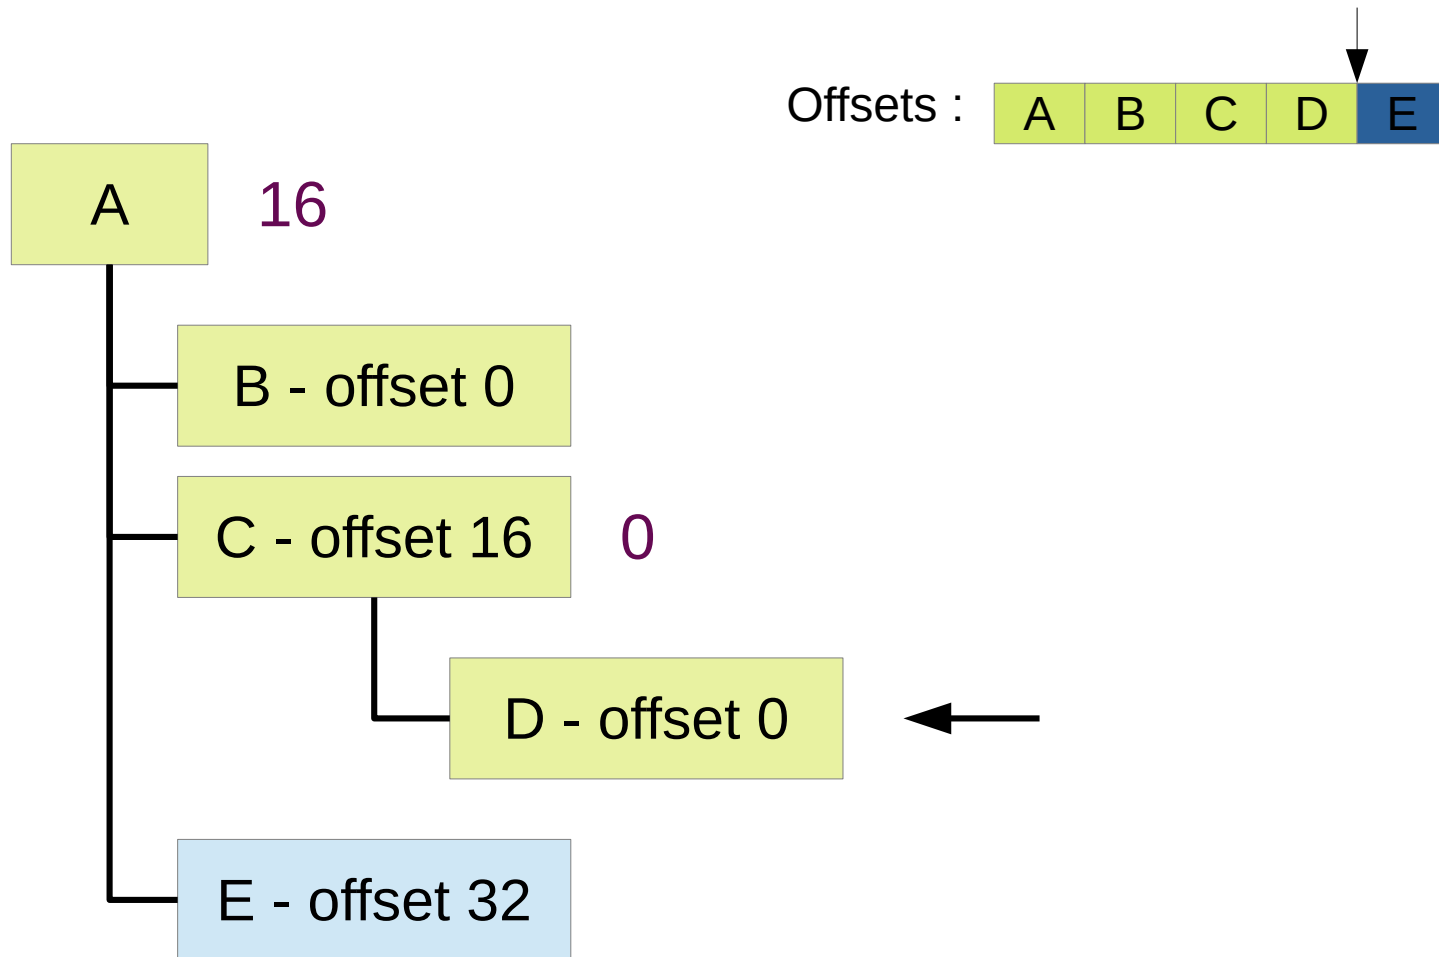 Offsets : A B C D E
A 16
B - offset 0
C - offset 16 0
D - offset 0
E - offset 32